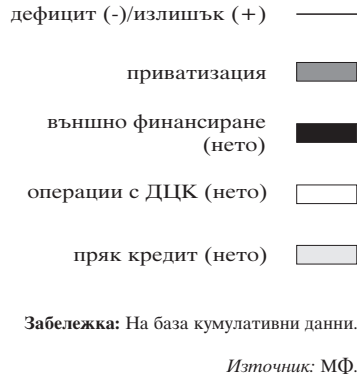 дефицит (-)/излишък (+)
приватизация
външно финансиране
(нето)
операции с ДЦК (нето)
пряк кредит (нето)
Забележка: На база кумулативни данни.
Източник: МФ.